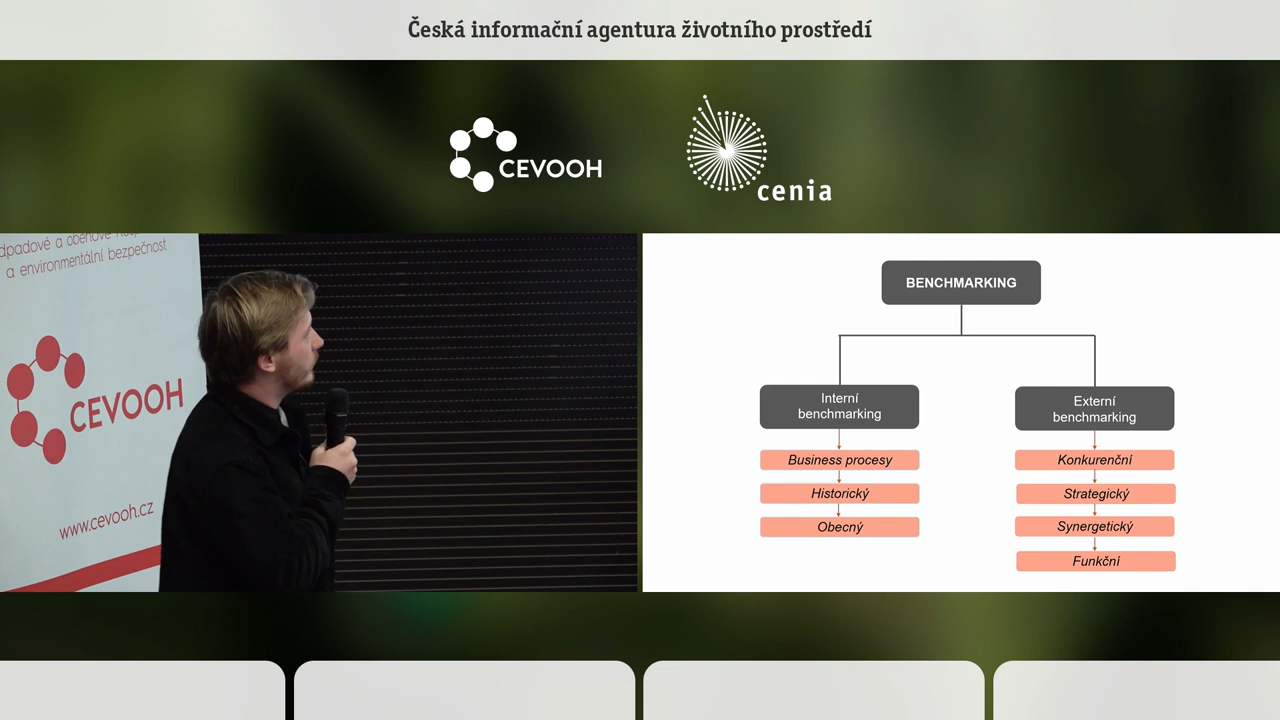 Česká informační agentura životního prostředí
CEVOOH
cenia
a environmentální bezpečnost
CEVOOH
www.cevooh.cz
BENCHMARKING
Interní
benchmarking
Business procesy
Historický
Obecný
Externí
benchmarking
Konkurenční
Strategický
Synergetický
Funkční